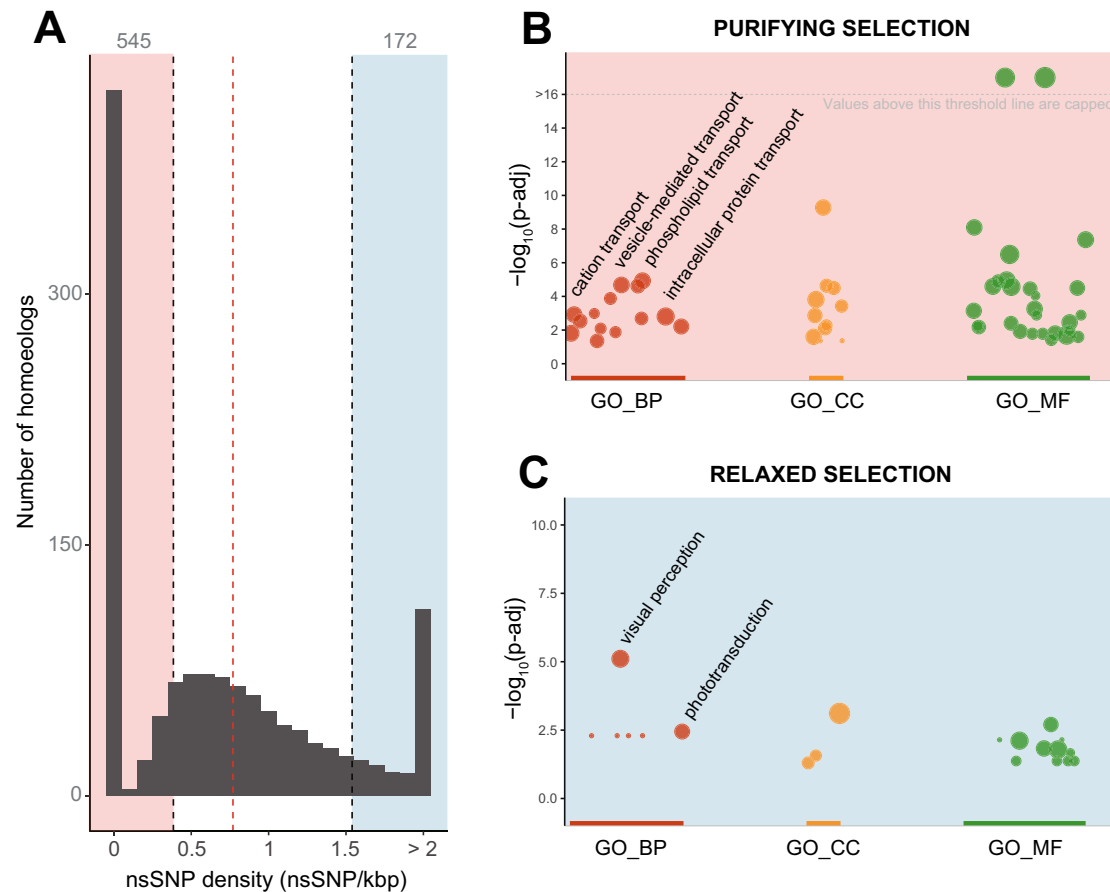 A
545
172
Number of homoeologs
300
150
0
0
0.5
1
1.5
> 2
nsSNP density (nsSNP/kbp)
B
PURIFYING SELECTION
−log10(p-adj)
>16
14
12
10
8
6
4
2
0
Values above this threshold line are capped
cation transport
vesicle-mediated transport
phospholipid transport
intracellular protein transport
GO_BP
GO_CC
GO_MF
C
RELAXED SELECTION
−log10(p-adj)
10.0
7.5
5.0
2.5
0.0
visual perception
phototransduction
GO_BP
GO_CC
GO_MF